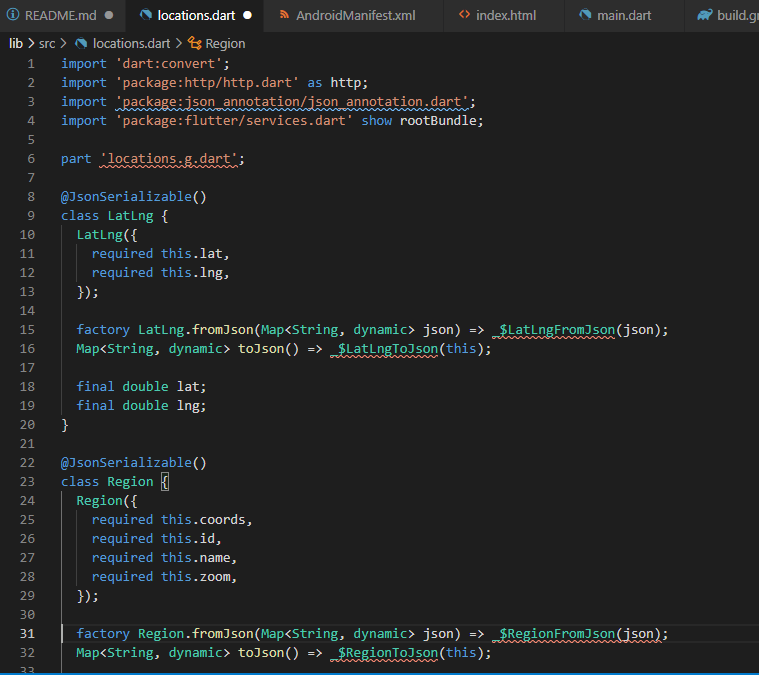 README.md
locations.dart
AndroidManifest.xml
index.html
main.dart
build.gr
lib > src > locations.dart > Region
1 import 'dart:convert';
2 import 'package:http/http.dart' as http;
3 import 'package:json_annotation/json_annotation.dart';
4 import 'package:flutter/services.dart' show rootBundle;
5
6 part 'locations.g.dart';
7
8 @JsonSerializable()
9 class LatLng {
10 LatLng({
11 required this.lat,
12 required this.lng,
13 });
14
15 factory LatLng.fromJson(Map<String, dynamic> json) => _$LatLngFromJson(json);
16 Map<String, dynamic> toJson() => _$LatLngToJson(this);
17
18 final double lat;
19 final double lng;
20 }
21
22 @JsonSerializable()
23 class Region {
24 Region({
25 required this.coords,
26 required this.id,
27 required this.name,
28 required this.zoom,
29 });
30
31 factory Region.fromJson(Map<String, dynamic> json) => _$RegionFromJson(json);
32 Map<String, dynamic> toJson() => _$RegionToJson(this);
33